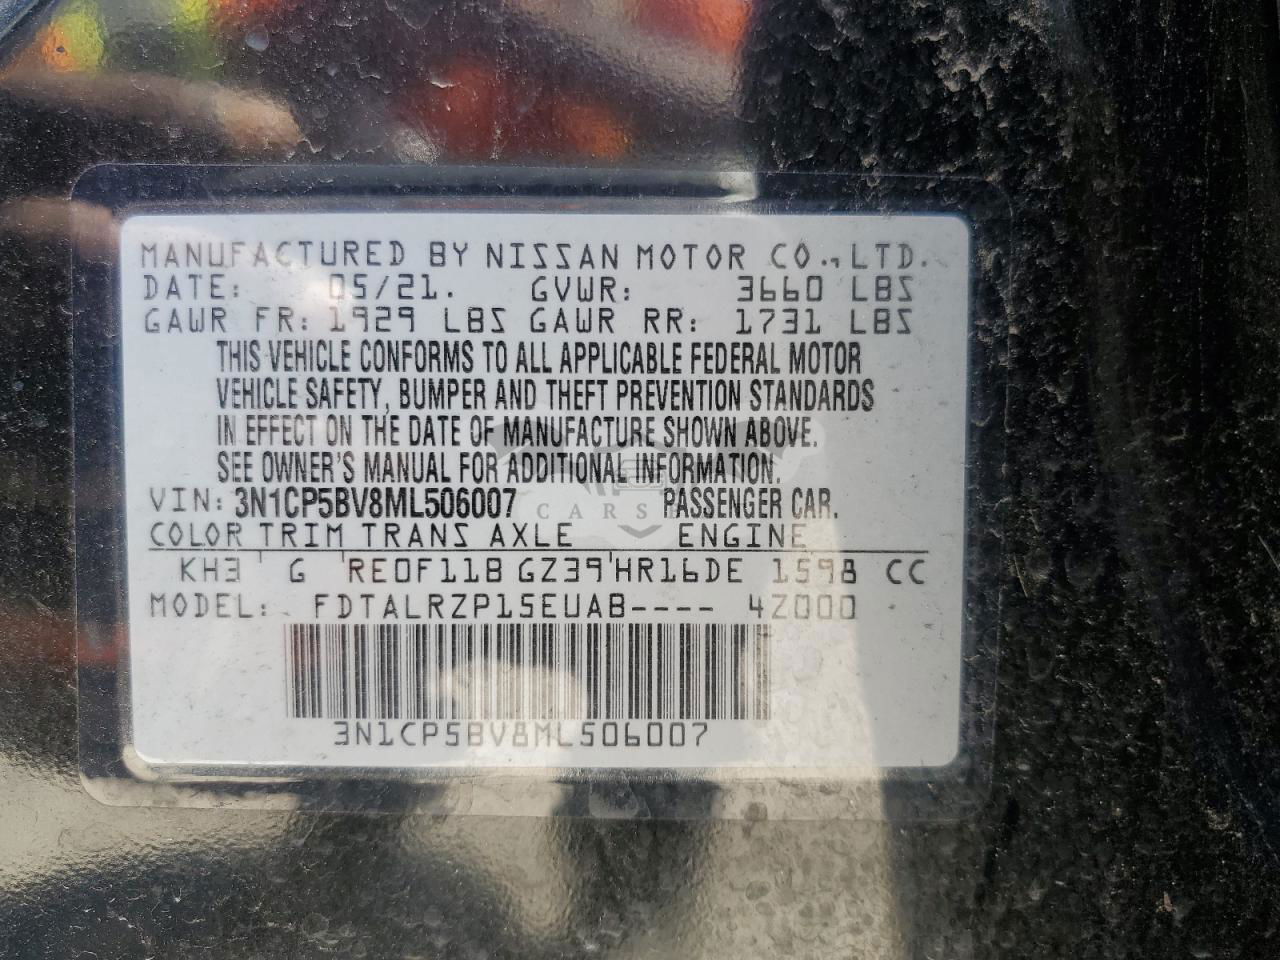 MANUFACTURED BY NISSAN MOTOR CO., LTD.
DATE: 05/21. GVWR: 3660 LBS
GAWR FR: 1929 LBS GAWR RR: 1731 LBS
THIS VEHICLE CONFORMS TO ALL APPLICABLE FEDERAL MOTOR
VEHICLE SAFETY, BUMPER AND THEFT PREVENTION STANDARDS
IN EFFECT ON THE DATE OF MANUFACTURE SHOWN ABOVE.
SEE OWNER'S MANUAL FOR ADDITIONAL INFORMATION.
VIN: 3N1CP5BV8ML506007 PASSENGER CAR.
CARS
COLOR TRIM TRANS AXLE ENGINE
KH3 ' G ' RE0F11B GZ39 ' HR16DE 1598 CC
MODEL: FDTALRZP15EUAB---- 4Z000
3N1CP5BV8ML506007